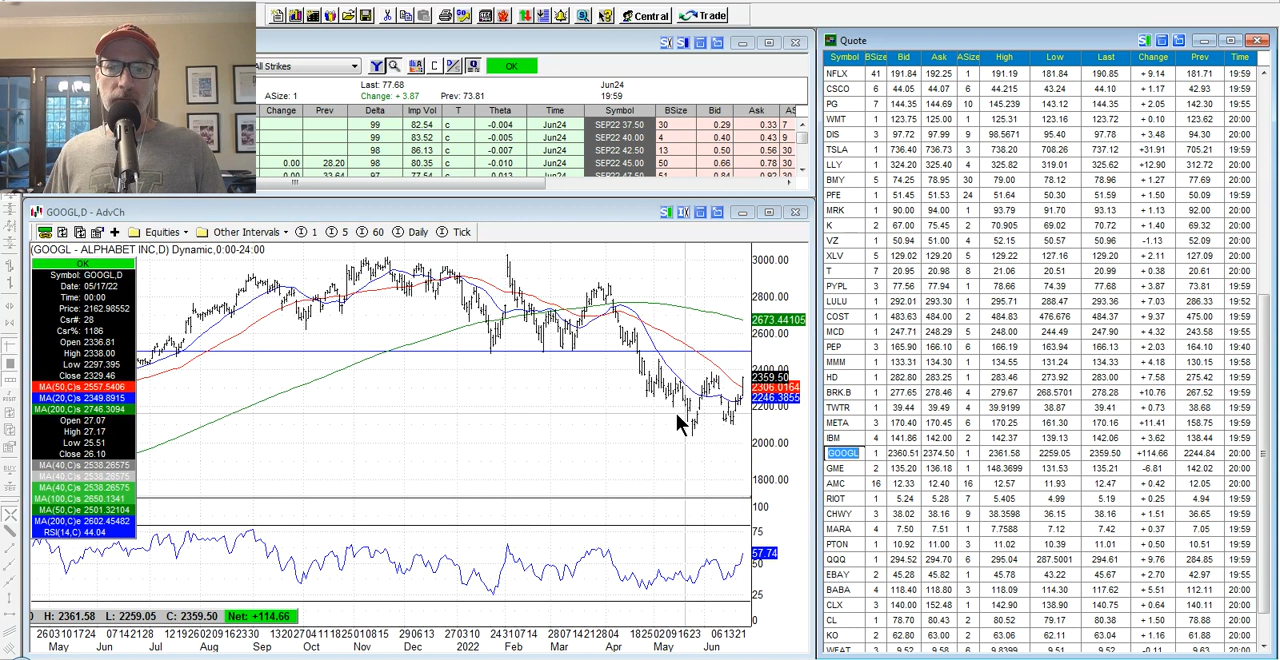 Central
Trade
All Strikes
C
OK
ASize: 1
Last: 77.68
Change: + 3.87
Prev: 73.81
Jun24
19:59
Change Prev Delta Imp Vol T Theta Time Symbol BSize Bid Ask AS
99 82.54 c -0.004 Jun24 SEP22 37.50 30 0.29 0.33 7
99 83.52 c -0.005 Jun24 SEP22 40.00 4 0.40 0.43 9
98 86.13 c -0.007 Jun24 SEP22 42.50 13 0.50 0.56 30
0.00 28.20 98 80.35 c -0.010 Jun24 SEP22 45.00 50 0.66 0.78 30
GOOGL,D - AdvCh
Equities Other Intervals 1 5 60 Daily Tick
(GOOGL - ALPHABET INC,D) Dynamic,0:00-24:00
OK
Symbol: GOOGL,D
Date: 05/17/22
Time: 00:00
Price: 2162.98552
Csr#: 28
Csr%: 1186
Open 2336.81
High 2338.00
Low 2297.395
Close 2329.46
MA(50,C)s 2557.5406
MA(20,C)s 2349.8915
MA(200,C)s 2746.3094
Open 27.07
High 27.17
Low 25.51
Close 26.10
MA(40,C)s 2538.26575
MA(40,C)s 2538.26575
MA(40,C)s 2538.26575
MA(100,C)s 2650.1341
MA(50,C)e 2501.32104
MA(200,C)e 2602.45482
RSI(14,C) 44.04
3000.00
2800.00
2673.44105
2600.00
2400.00
2359.50
2306.0164
2246.3855
2200.00
2000.00
1800.00
100
75
57.74
50
25
0
H: 2361.58 L: 2259.05 C: 2359.50 Net: +114.66
May Jun Jul Aug Sep Oct Nov Dec 2022 Feb Mar Apr May Jun
Quote
Symbol BSize Bid Ask ASize High Low Last Change Prev Time
NFLX 41 191.84 192.25 1 191.19 181.84 190.85 + 9.14 181.71 19:59
CSCO 6 44.05 44.07 6 44.215 43.24 44.10 + 1.17 42.93 19:59
PG 7 144.35 144.69 10 145.239 143.12 144.35 + 2.05 142.30 19:55
WMT 12 123.75 125.00 1 125.31 123.16 123.72 + 0.10 123.62 20:00
DIS 3 97.72 97.99 9 98.5671 95.40 97.78 + 3.48 94.30 20:00
TSLA 1 736.40 736.73 3 738.20 708.26 737.12 +31.91 705.21 19:59
LLY 5 324.20 325.40 6 325.82 319.01 325.62 +12.90 312.72 20:00
BMY 5 74.25 78.95 30 79.00 78.12 78.96 + 1.27 77.69 20:00
PFE 1 51.45 51.53 24 51.64 50.30 51.59 + 1.50 50.09 19:59
MRK 1 90.00 94.00 1 93.79 91.70 93.13 + 1.13 92.00 20:00
K 2 67.00 75.45 2 70.905 69.02 70.41 + 1.09 69.32 20:00
VZ 5 50.94 51.00 4 52.15 50.57 50.96 -1.13 52.09 20:00
XLV 5 129.02 129.20 5 129.22 127.16 129.20 + 2.11 127.09 20:00
T 7 20.95 20.98 8 21.06 20.51 20.99 + 0.38 20.61 20:00
PYPL 2 77.56 77.94 1 78.66 74.39 77.68 + 3.87 73.81 19:59
LULU 1 292.01 293.30 1 295.71 288.47 293.36 + 7.03 286.33 19:52
COST 1 483.63 484.00 2 484.83 476.676 484.37 + 9.37 475.00 20:00
MCD 1 247.71 248.29 5 248.00 244.49 247.16 + 4.32 243.58 19:55
PEP 3 165.90 166.10 5 166.19 163.94 166.13 + 2.03 164.10 19:40
MMM 1 133.31 134.30 1 134.55 131.24 134.33 + 4.18 130.15 19:58
HD 1 282.80 283.25 1 283.46 273.92 283.00 + 7.58 275.42 19:59
BRK.B 1 277.65 278.46 4 279.67 268.5701 278.28 +10.76 267.52 19:59
TWTR 2 39.44 39.49 2 39.9199 38.87 39.41 + 0.73 38.68 19:59
META 3 170.40 170.45 6 170.25 161.30 170.16 +11.41 158.75 19:59
IBM 4 141.86 142.00 2 142.37 139.13 142.06 + 3.62 138.44 19:59
GOOGL 1 2360.51 2374.50 1 2361.58 2259.05 2359.50 +114.66 2244.84 20:00
GME 2 135.20 136.18 1 148.3699 131.53 135.21 -6.81 142.02 19:59
AMC 16 12.33 12.40 16 12.57 11.93 12.47 + 0.42 12.05 19:59
RIOT 1 5.24 5.28 7 5.405 4.99 5.19 + 0.25 4.94 19:59
CHWY 3 38.02 38.16 9 38.3598 36.15 38.16 + 1.51 36.65 19:59
MARA 4 7.50 7.51 1 7.7588 7.12 7.42 + 0.37 7.05 19:59
PTON 1 10.92 11.00 3 11.02 10.39 11.01 + 0.50 10.51 19:59
QQQ 1 294.52 294.70 6 295.04 287.5001 294.61 + 9.76 284.85 19:59
EBAY 2 45.28 45.82 1 45.78 43.22 45.67 + 2.70 42.97 19:55
BABA 4 118.40 118.80 3 118.09 114.30 117.62 + 5.51 112.11 20:00
CLX 3 140.00 152.48 1 142.94 138.90 140.75 + 0.64 140.11 20:00
CL 1 78.70 80.43 2 80.52 79.17 80.38 + 1.50 78.88 20:00
KO 2 62.80 63.00 2 63.06 62.11 63.04 + 1.16 61.88 20:00